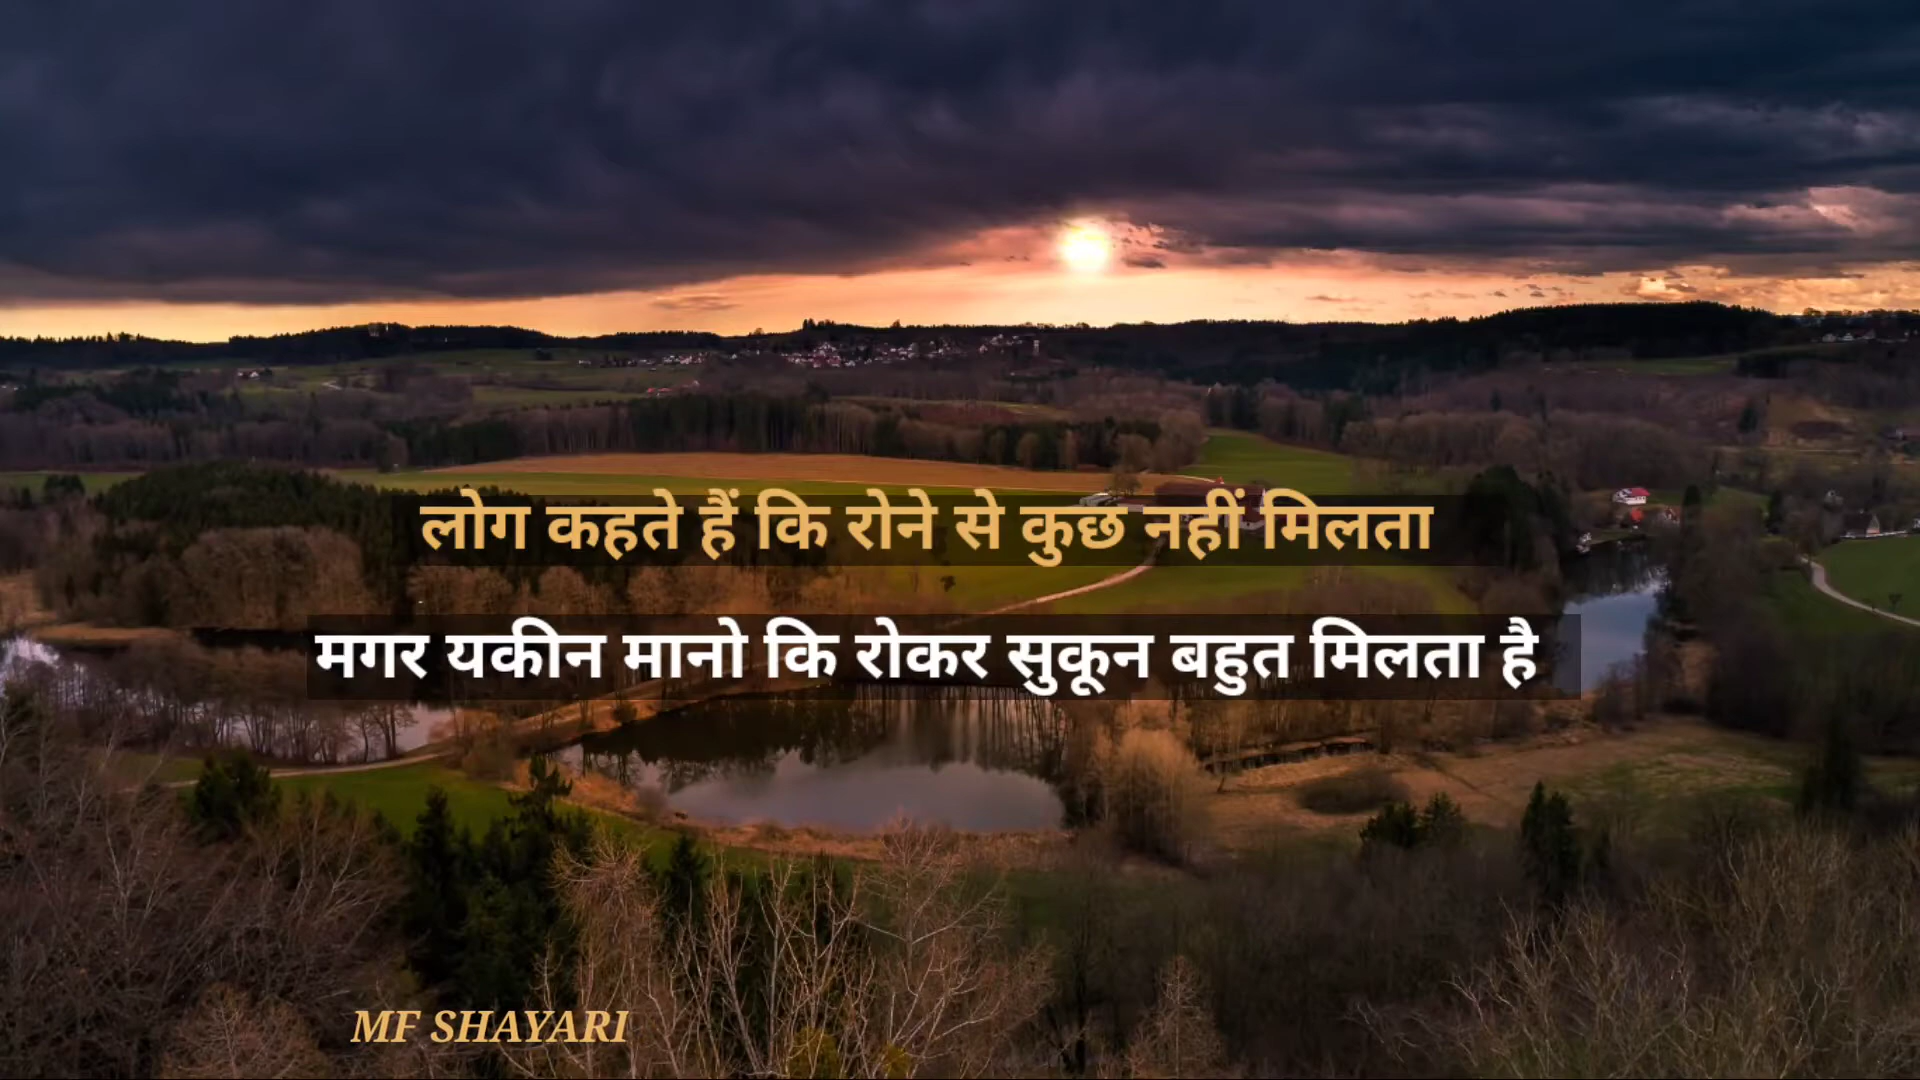 लोग कहते हैं कि रोने से कुछ नहीं मिलता
मगर यकीन मानो कि रोकर सुकून बहुत मिलता है
MF SHAYARI